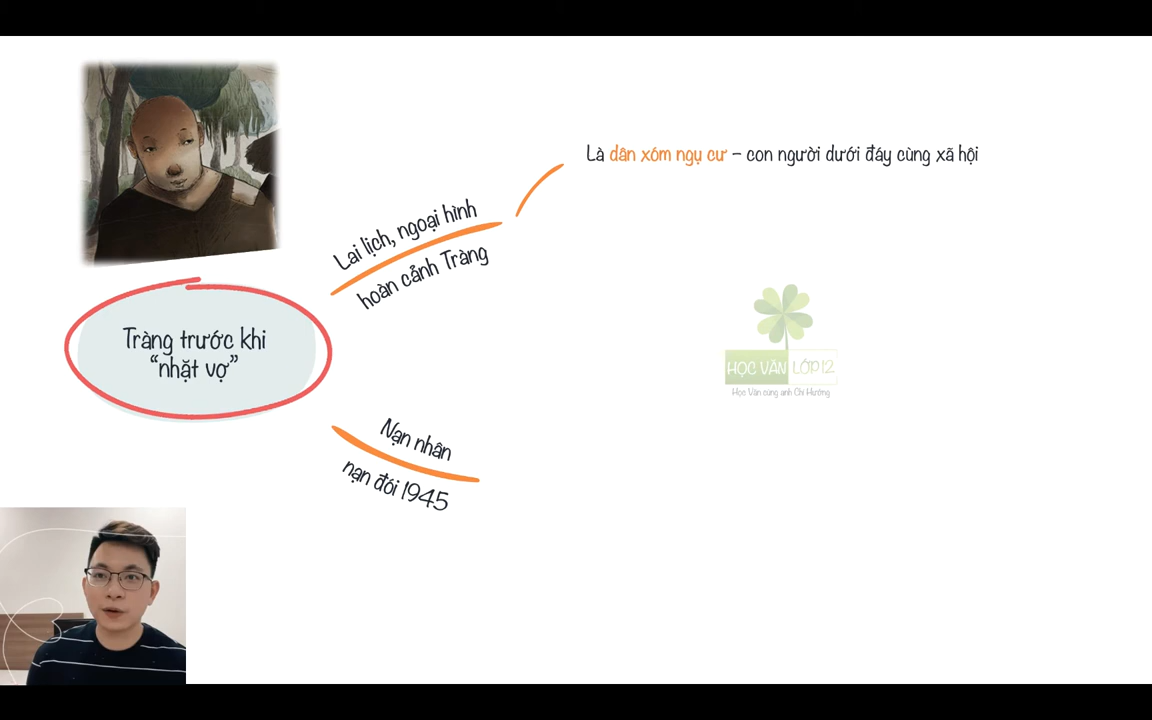 Là dân xóm ngụ cư – con người dưới đáy cùng xã hội
Lai lịch, ngoại hình
hoàn cảnh Tràng
Tràng trước khi
“nhặt vợ”
HỌC VĂN LỚP 12
Học Văn cùng anh Chí Hướng
Nạn nhân
nạn đói 1945